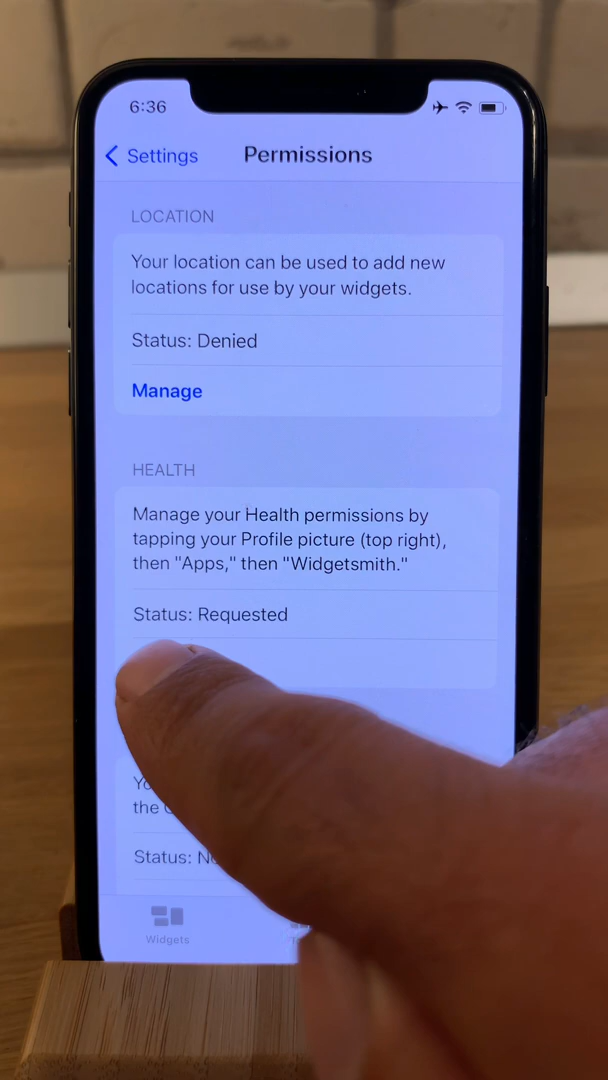 6:36
Settings
Permissions
LOCATION
Your location can be used to add new
locations for use by your widgets.
Status: Denied
Manage
HEALTH
Manage your Health permissions by
tapping your Profile picture (top right),
then "Apps," then "Widgetsmith."
Status: Requested
the
Status:
Widgets